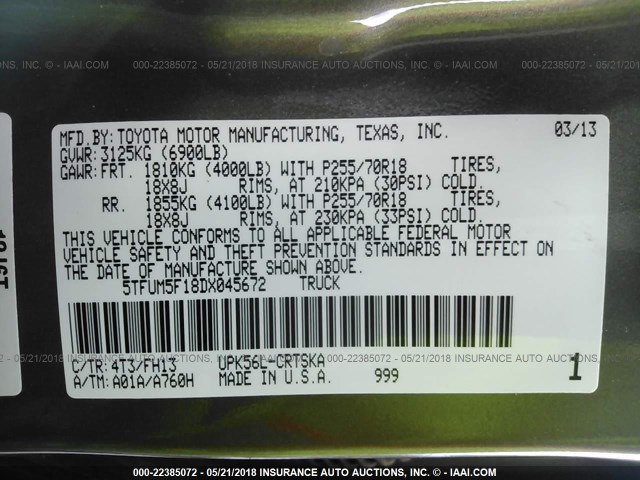 INC. - © - IAAI.COM 000-22385072 - 05/21/2018 INSURANCE AUTO AUCTIONS, INC. - © - IAAI.COM 000-22385072 - 05/21/2018
MFD.BY: TOYOTA MOTOR MANUFACTURING, TEXAS, INC. 03/13
GVWR: 3125KG (6900LB)
GAWR: FRT. 1810KG (4000LB) WITH P255/70R18 TIRES,
18X8J RIMS, AT 210KPA (30PSI) COLD.
RR. 1855KG (4100LB) WITH P255/70R18 TIRES,
18X8J RIMS, AT 230KPA (33PSI) COLD.
THIS VEHICLE CONFORMS TO ALL APPLICABLE FEDERAL MOTOR
VEHICLE SAFETY AND THEFT PREVENTION STANDARDS IN EFFECT ON
THE DATE OF MANUFACTURE SHOWN ABOVE.
5TFUM5F18DX045672 TRUCK
C/TR: 4T3/FH13 UPK56L-CRTSKA
A/TM: A01A/A760H MADE IN U.S.A. 999 1
000-22385072 - 05/21/2018 INSURANCE AUTO AUCTIONS, INC. - © - IAAI.COM